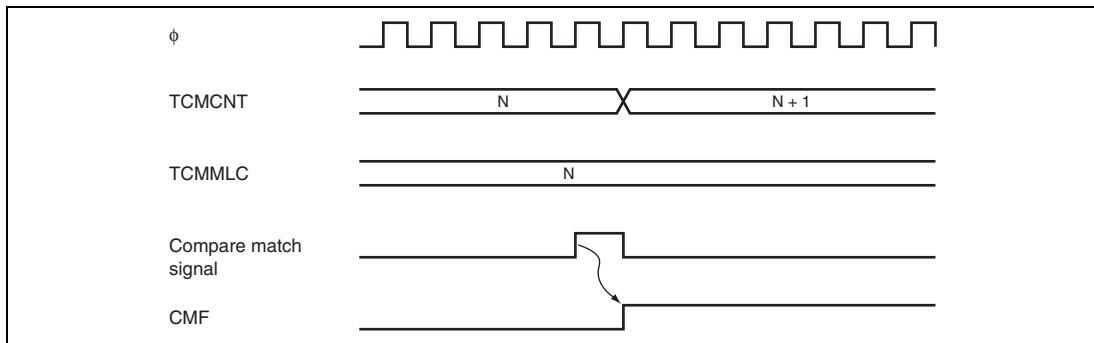 φ
TCMCNT
N
N + 1
TCMMLC
N
Compare match
signal
CMF